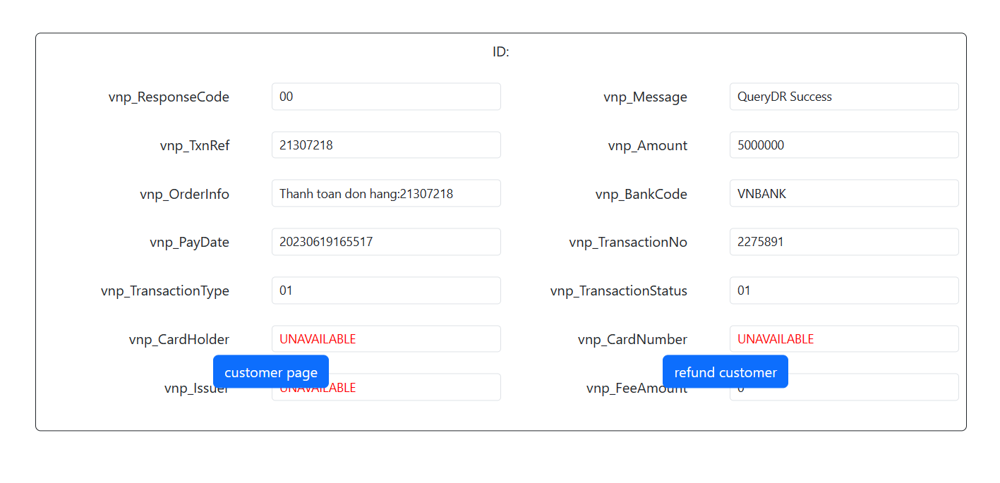 ID:
vnp_ResponseCode 00 vnp_Message QueryDR Success
vnp_TxnRef 21307218 vnp_Amount 5000000
vnp_OrderInfo Thanh toan don hang:21307218 vnp_BankCode VNBANK
vnp_PayDate 20230619165517 vnp_TransactionNo 2275891
vnp_TransactionType 01 vnp_TransactionStatus 01
vnp_CardHolder UNAVAILABLE vnp_CardNumber UNAVAILABLE
customer page refund customer
vnp_Issuer UNAVAILABLE vnp_FeeAmount 0